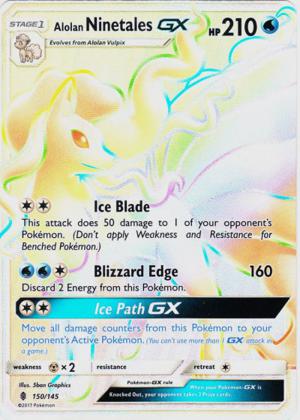 STAGE 1
Alolan Ninetales GX
HP 210
Evolves from Alolan Vulpix
Ice Blade
This attack does 50 damage to 1 of your opponent's
Pokémon. (Don't apply Weakness and Resistance for
Benched Pokémon.)
Blizzard Edge 160
Discard 2 Energy from this Pokémon.
Ice Path GX
Move all damage counters from this Pokémon to your
opponent's Active Pokémon. (You can't use more than 1 GX attack in
a game.)
weakness × 2 resistance retreat
Illus. 5ban Graphics
150/145
©2017 Pokémon
Pokémon-GX rule
When your Pokémon-GX is
Knocked Out, your opponent takes 2 Prize cards.